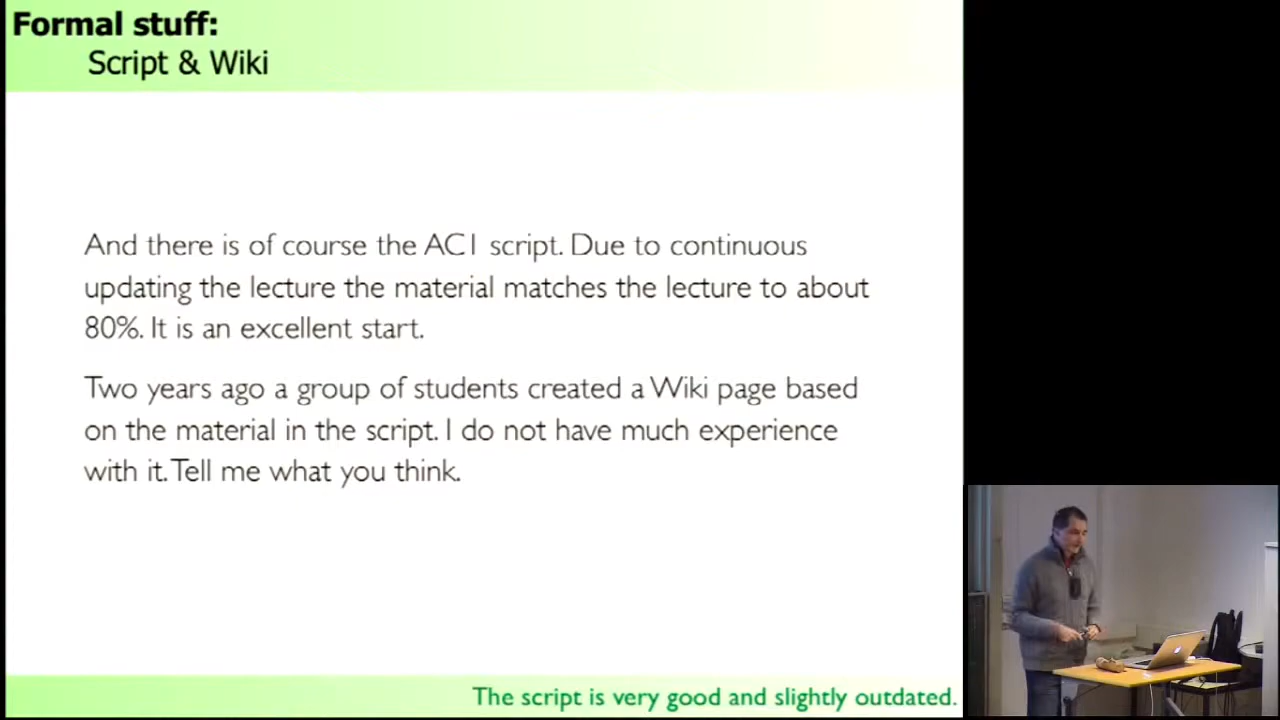 Formal stuff:
Script & Wiki
And there is of course the AC1 script. Due to continuous
updating the lecture the material matches the lecture to about
80%. It is an excellent start.
Two years ago a group of students created a Wiki page based
on the material in the script. I do not have much experience
with it. Tell me what you think.
The script is very good and slightly outdated.